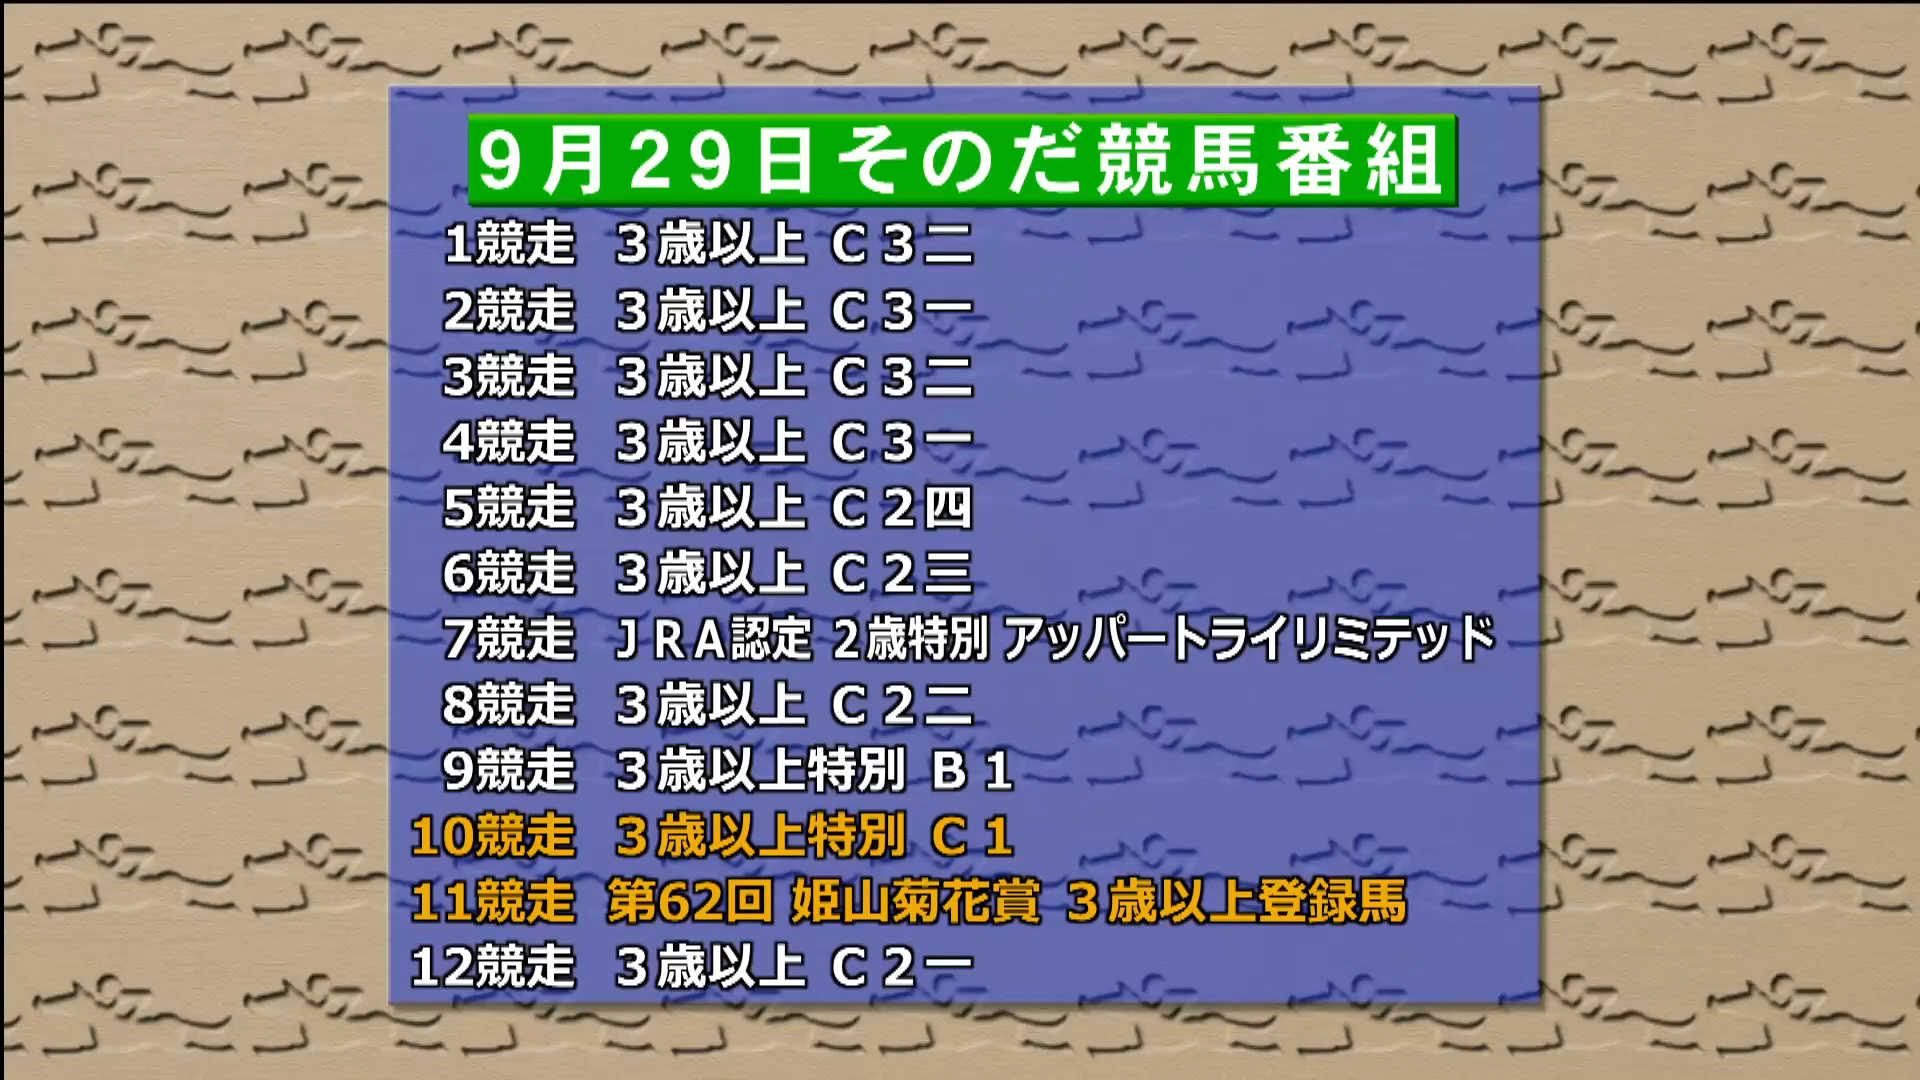 9月29日そのだ競馬番組
1競走 3歳以上 C3二
2競走 3歳以上 C3一
3競走 3歳以上 C3二
4競走 3歳以上 C3一
5競走 3歳以上 C2四
6競走 3歳以上 C2三
7競走 JRA認定 2歳特別 アッパートライリミテッド
8競走 3歳以上 C2二
9競走 3歳以上特別 B1
10競走 3歳以上特別 C1
11競走 第62回 姫山菊花賞 3歳以上登録馬
12競走 3歳以上 C2一